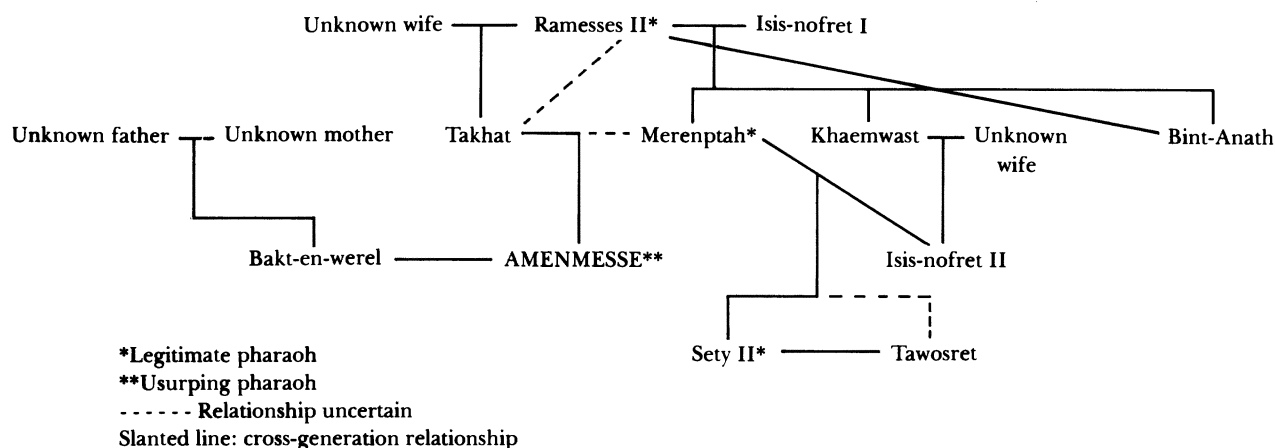 Unknown wife Ramesses II* Isis-nofret I
Unknown father Unknown mother Takhat Merenptah* Khaemwast Unknown wife Bint-Anath
Bakt-en-werel AMENMESSE** Isis-nofret II
Sety II* Tawosret
*Legitimate pharaoh
**Usurping pharaoh
- - - - - - Relationship uncertain
Slanted line: cross-generation relationship